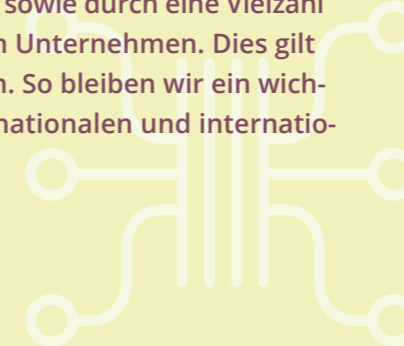 sowie durch eine Vielzahl
Unternehmen. Dies gilt
So bleiben wir ein wich-
nationalen und internatio-